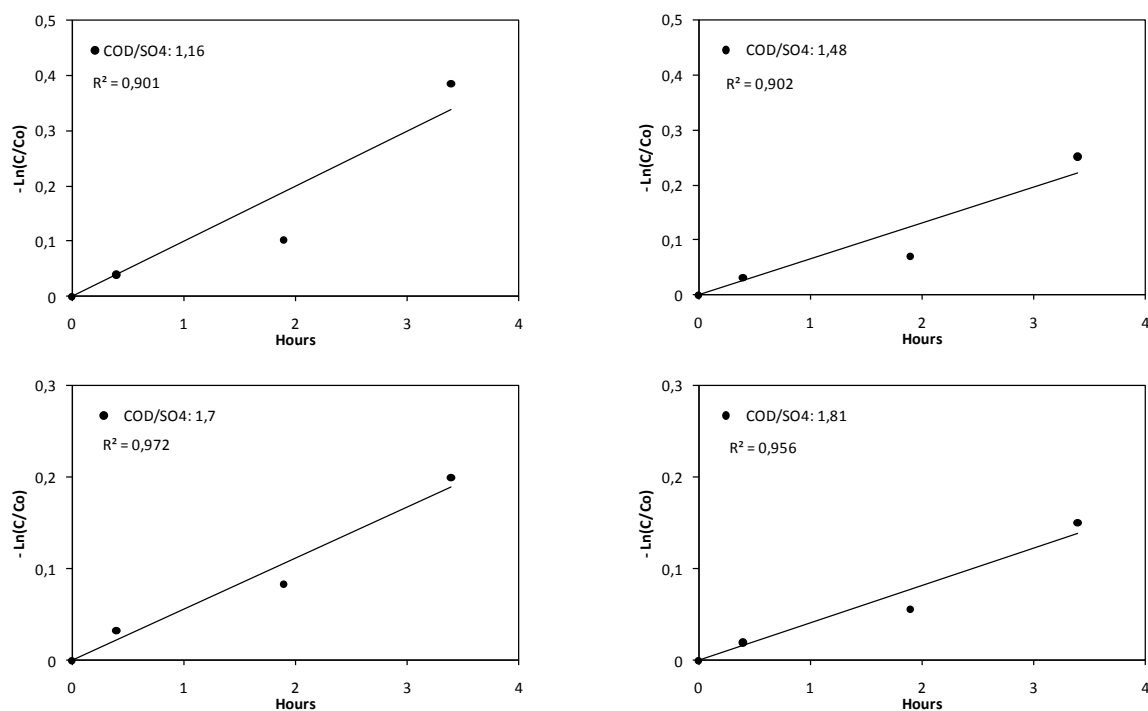 0,5
COD/SO4: 1,16
R² = 0,901
0,4
0,3
0,2
0,1
0
- Ln(C/Co)
0 1 2 3 4
Hours
0,5
COD/SO4: 1,48
R² = 0,902
0,4
0,3
0,2
0,1
0
- Ln(C/Co)
0 1 2 3 4
Hours
0,3
COD/SO4: 1,7
R² = 0,972
0,2
0,1
0
- Ln(C/Co)
0 1 2 3 4
Hours
0,3
COD/SO4: 1,81
R² = 0,956
0,2
0,1
0
- Ln(C/Co)
0 1 2 3 4
Hours